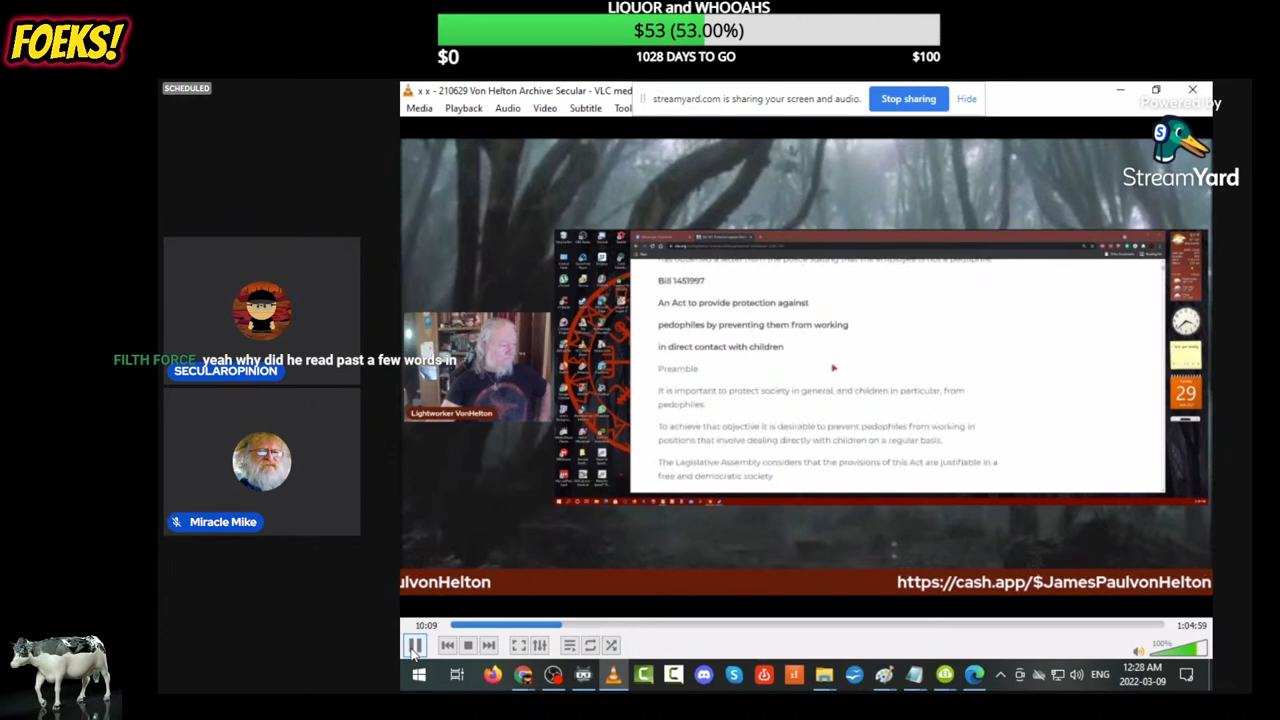 FOEKS!
LIQUOR and WHOOAHS
$53 (53.00%)
$0
1028 DAYS TO GO
$100
SCHEDULED
x x - 210629 Von Helton Archive: Secular - VLC med
streamyard.com is sharing your screen and audio.
Stop sharing
Hide
Media Playback Audio Video Subtitle Tool
Powered by
StreamYard
Bill 1451997
An Act to provide protection against
pedophiles by preventing them from working
in direct contact with children
Preamble
It is important to protect society in general, and children in particular, from
pedophiles.
To achieve that objective it is desirable to prevent pedophiles from working in
positions that involve dealing directly with children on a regular basis.
The Legislative Assembly considers that the provisions of this Act are justifiable in a
free and democratic society
29
FILTH FORCE yeah why did he read past a few words in
SECULAROPINION
Lightworker VonHelton
Miracle Mike
ulvonHelton
https://cash.app/$JamesPaulvonHelton
10:09
1:04:59
100%
ENG
12:28 AM
2022-03-09